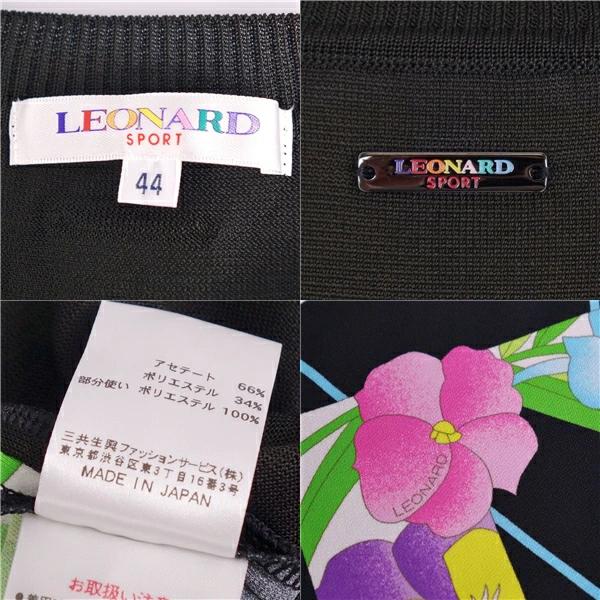 LEONARD
SPORT
44
LEONARD
SPORT
アセテート 66%
ポリエステル 34%
部分使い ポリエステル 100%
三共生興ファッションサービス(株)
東京都渋谷区東3丁目16番3号
MADE IN JAPAN
お取扱い注意
LEONARD